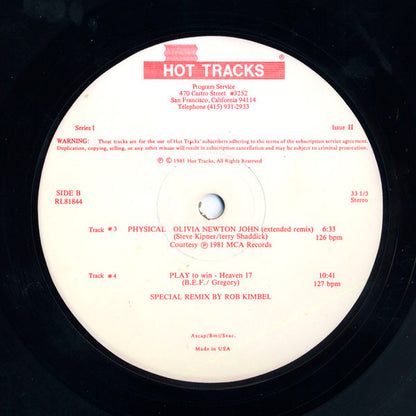 HOT TRACKS ®
Program Service
470 Castro Street #3232
San Francisco, California 94114
Telephone (415) 931-2933
Series I
Issue II
WARNING: These tracks are for the use of Hot Tracks' subscribers adhering to the terms of the subscription service agreement.
Duplication, copying, selling, or any other misuse will result in subscription cancellation and may be subject to criminal prosecution.
Ⓟ © 1981 Hot Tracks, All Rights Reserved
SIDE B
RL81844
33 1/3
Stereo
Track #3 PHYSICAL OLIVIA NEWTON JOHN (extended remix) 6:33
(Steve Kipner/terry Shaddick) 126 bpm
Courtesy Ⓟ 1981 MCA Records
Track #4 PLAY to win - Heaven 17 10:41
(B.E.F./ Gregory) 127 bpm
SPECIAL REMIX BY ROB KIMBEL
Ascap/Bmi/Seac.
Made in USA